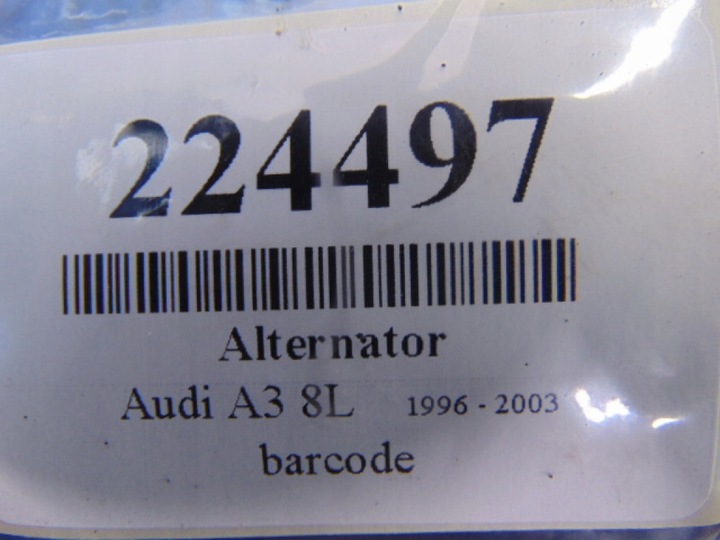 224497
Alternator
Audi A3 8L 1996 - 2003
barcode